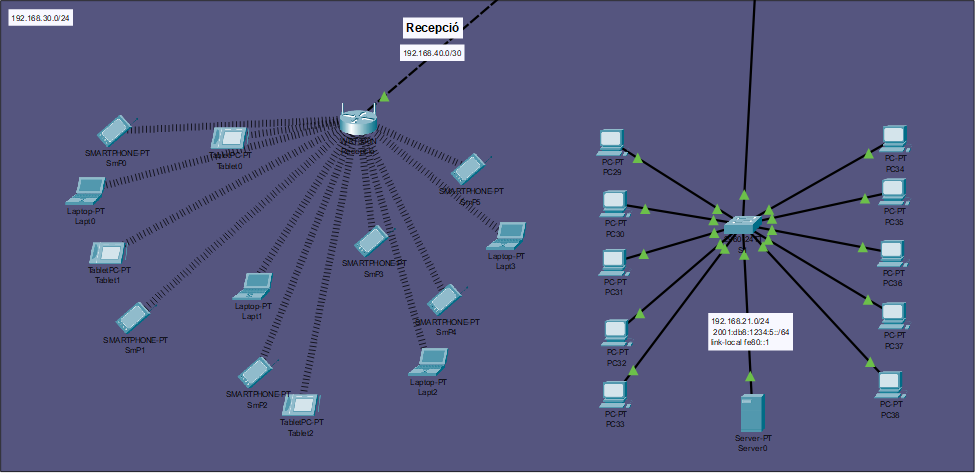 192.168.30.0/24
Recepció
192.168.40.0/30
SMARTPHONE-PT
SmP0
TabletPC-PT
Tablet0
SMARTPHONE-PT
SmP5
Laptop-PT
Lapt0
Laptop-PT
Lapt3
TabletPC-PT
Tablet1
SMARTPHONE-PT
SmP3
Laptop-PT
Lapt1
SMARTPHONE-PT
SmP4
SMARTPHONE-PT
SmP1
Laptop-PT
Lapt2
SMARTPHONE-PT
SmP2
TabletPC-PT
Tablet2
PC-PT
PC29
PC-PT
PC30
PC-PT
PC31
PC-PT
PC32
PC-PT
PC33
PC-PT
PC34
PC-PT
PC35
PC-PT
PC36
PC-PT
PC37
PC-PT
PC38
192.168.21.0/24
2001:db8:1234:5::/64
link-local fe80::1
Server-PT
Server0